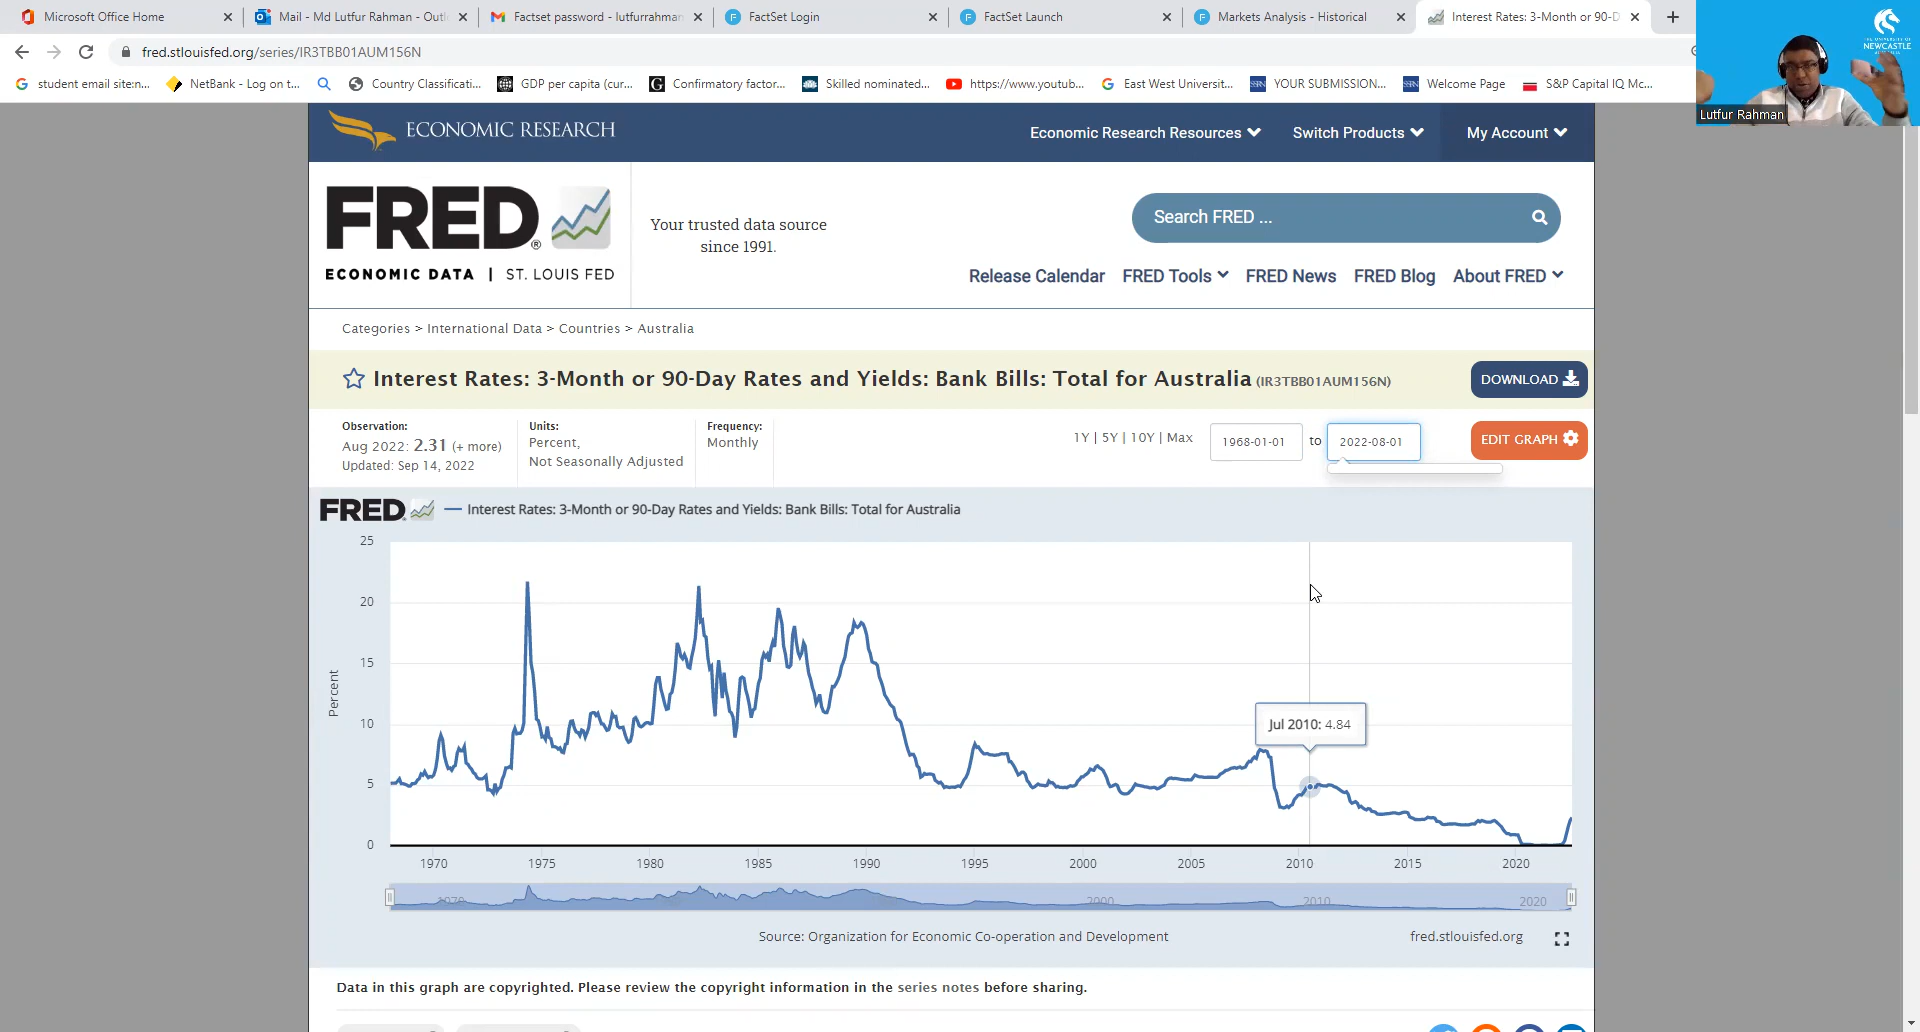 Microsoft Office Home
Mail - Md Lutfur Rahman - Outl
Factset password - lutfurrahman
FactSet Login
FactSet Launch
Markets Analysis - Historical
Interest Rates: 3-Month or 90-D
fred.stlouisfed.org/series/IR3TBB01AUM156N
student email site:n...
NetBank - Log on t...
Country Classificati...
GDP per capita (cur...
Confirmatory factor...
Skilled nominated...
https://www.youtub...
East West Universit...
YOUR SUBMISSION...
Welcome Page
S&P Capital IQ Mc...
NEWCASTLE
Lutfur Rahman
ECONOMIC RESEARCH
Economic Research Resources
Switch Products
My Account
FRED®
ECONOMIC DATA | ST. LOUIS FED
Your trusted data source
since 1991.
Search FRED ...
Release Calendar
FRED Tools
FRED News
FRED Blog
About FRED
Categories > International Data > Countries > Australia
Interest Rates: 3-Month or 90-Day Rates and Yields: Bank Bills: Total for Australia (IR3TBB01AUM156N)
DOWNLOAD
Observation:
Aug 2022: 2.31 (+ more)
Updated: Sep 14, 2022
Units:
Percent,
Not Seasonally Adjusted
Frequency:
Monthly
1Y | 5Y | 10Y | Max
1968-01-01 to 2022-08-01
EDIT GRAPH
FRED
Interest Rates: 3-Month or 90-Day Rates and Yields: Bank Bills: Total for Australia
25
20
15
10
5
0
Percent
Jul 2010: 4.84
1970 1975 1980 1985 1990 1995 2000 2005 2010 2015 2020
1970 2000 2010 2020
Source: Organization for Economic Co-operation and Development
fred.stlouisfed.org
Data in this graph are copyrighted. Please review the copyright information in the series notes before sharing.